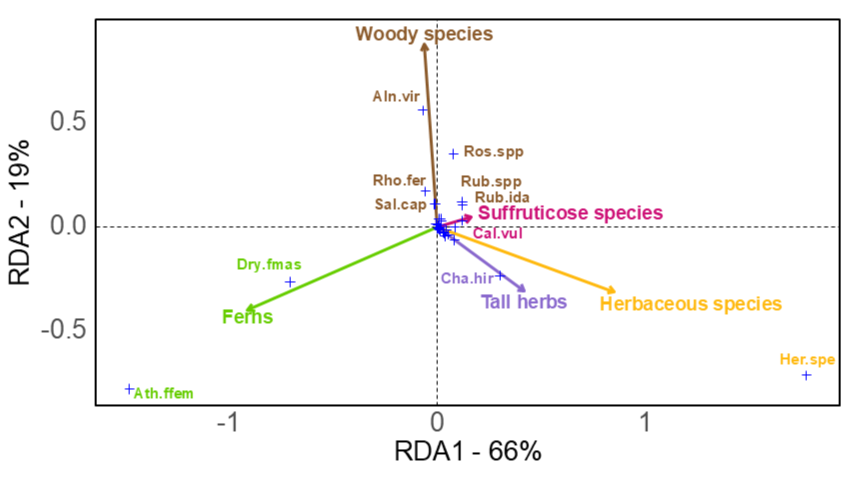 Woody species
Aln.vir
0.5
Ros.spp
Rho.fer
Rub.spp
Rub.ida
Sal.cap
Suffruticose species
0.0
Cal.vul
RDA2 - 19%
Dry.fmas
Cha.hir
Tall herbs
Herbaceous species
Ferns
-0.5
Her.spe
Ath.ffem
-1
0
1
RDA1 - 66%